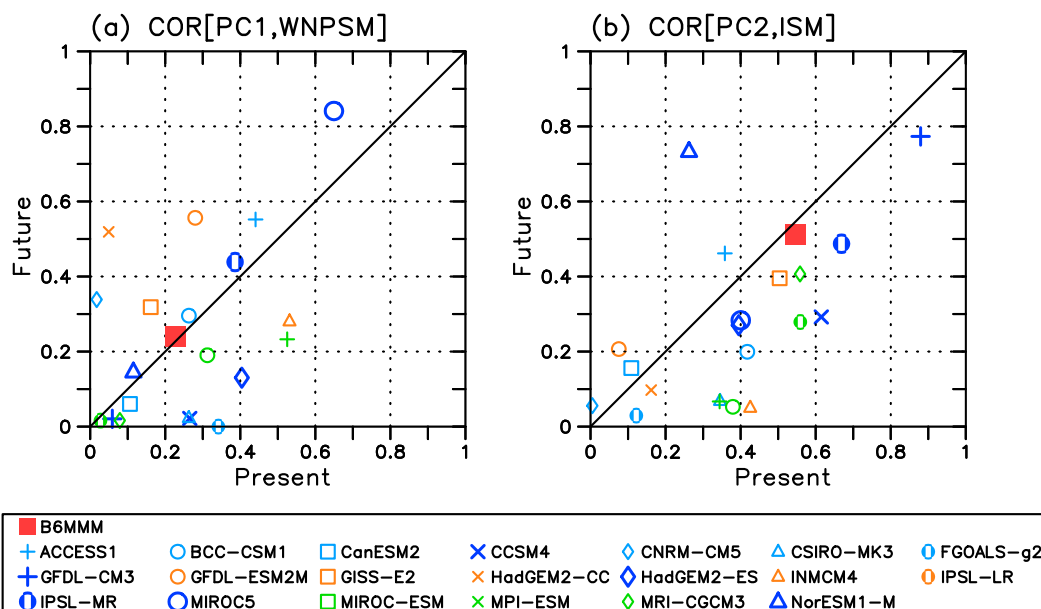 (a) COR[PC1,WNPSM]
(b) COR[PC2,ISM]
1
0.8
0.6
0.4
0.2
0
Future
0 0.2 0.4 0.6 0.8 1
Present
1
0.8
0.6
0.4
0.2
0
Future
0 0.2 0.4 0.6 0.8 1
Present
B6MMM
ACCESS1 BCC-CSM1 CanESM2 CCSM4 CNRM-CM5 CSIRO-MK3 FGOALS-g2
GFDL-CM3 GFDL-ESM2M GISS-E2 HadGEM2-CC HadGEM2-ES INMCM4 IPSL-LR
IPSL-MR MIROC5 MIROC-ESM MPI-ESM MRI-CGCM3 NorESM1-M